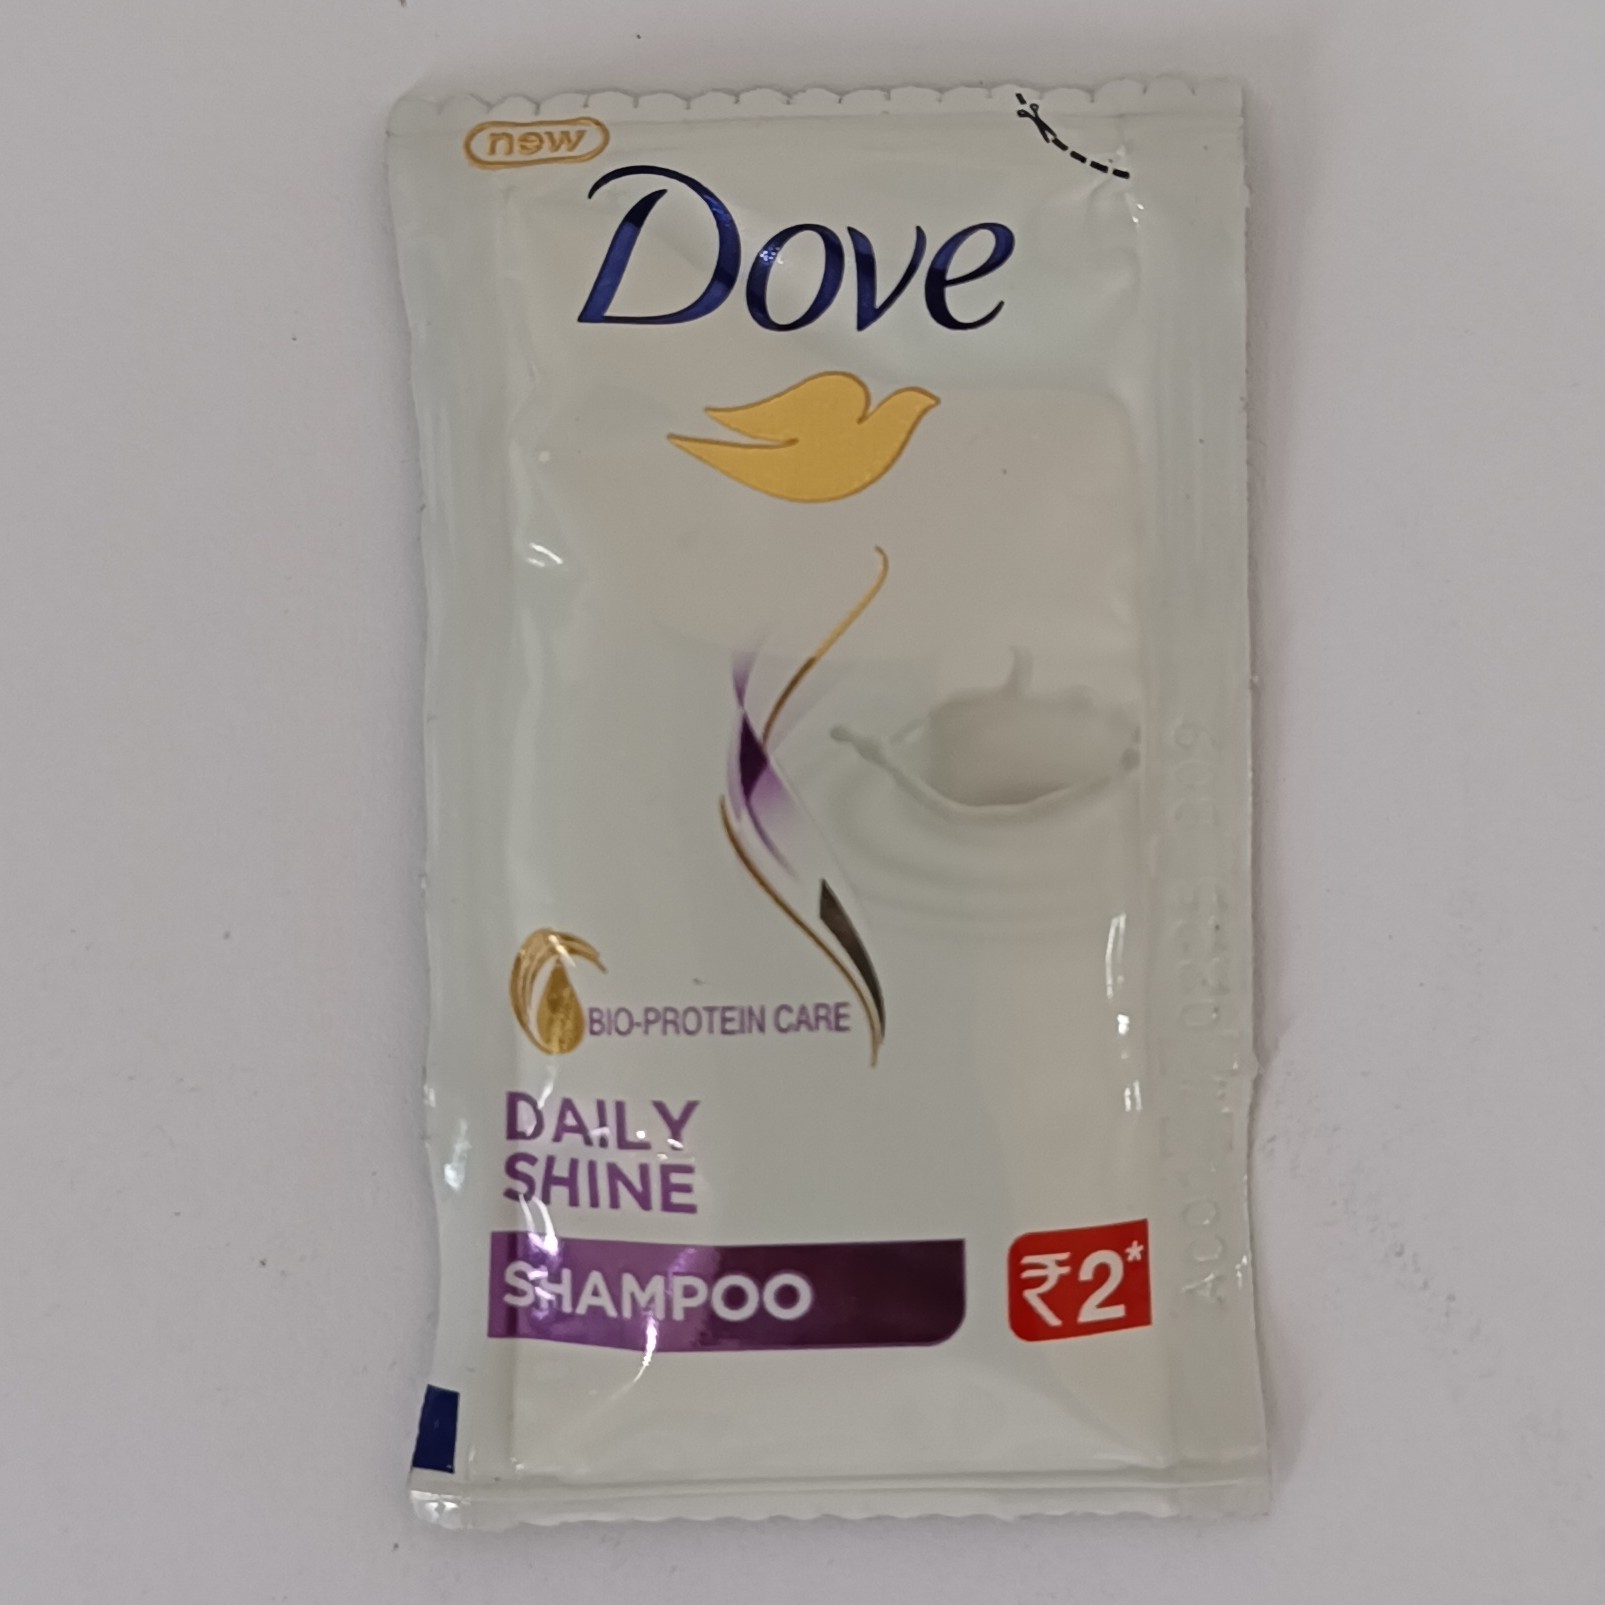 new
Dove
BIO-PROTEIN CARE
DAILY
SHINE
SHAMPOO
₹2*